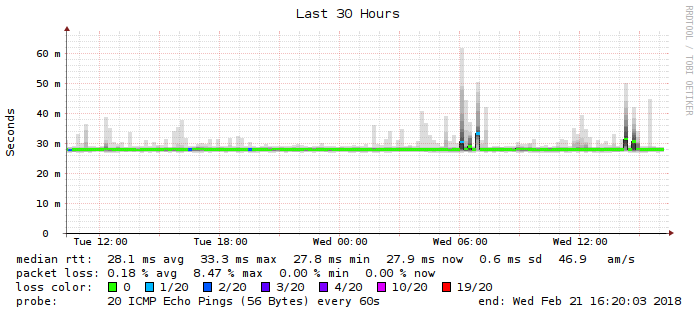 Last 30 Hours
RRDTOOL / TOBI OETIKER
Seconds
60 m
50 m
40 m
30 m
20 m
10 m
0
Tue 12:00 Tue 18:00 Wed 00:00 Wed 06:00 Wed 12:00
median rtt: 28.1 ms avg 33.3 ms max 27.8 ms min 27.9 ms now 0.6 ms sd 46.9 am/s
packet loss: 0.18 % avg 8.47 % max 0.00 % min 0.00 % now
loss color: 0 1/20 2/20 3/20 4/20 10/20 19/20
probe: 20 ICMP Echo Pings (56 Bytes) every 60s end: Wed Feb 21 16:20:03 2018